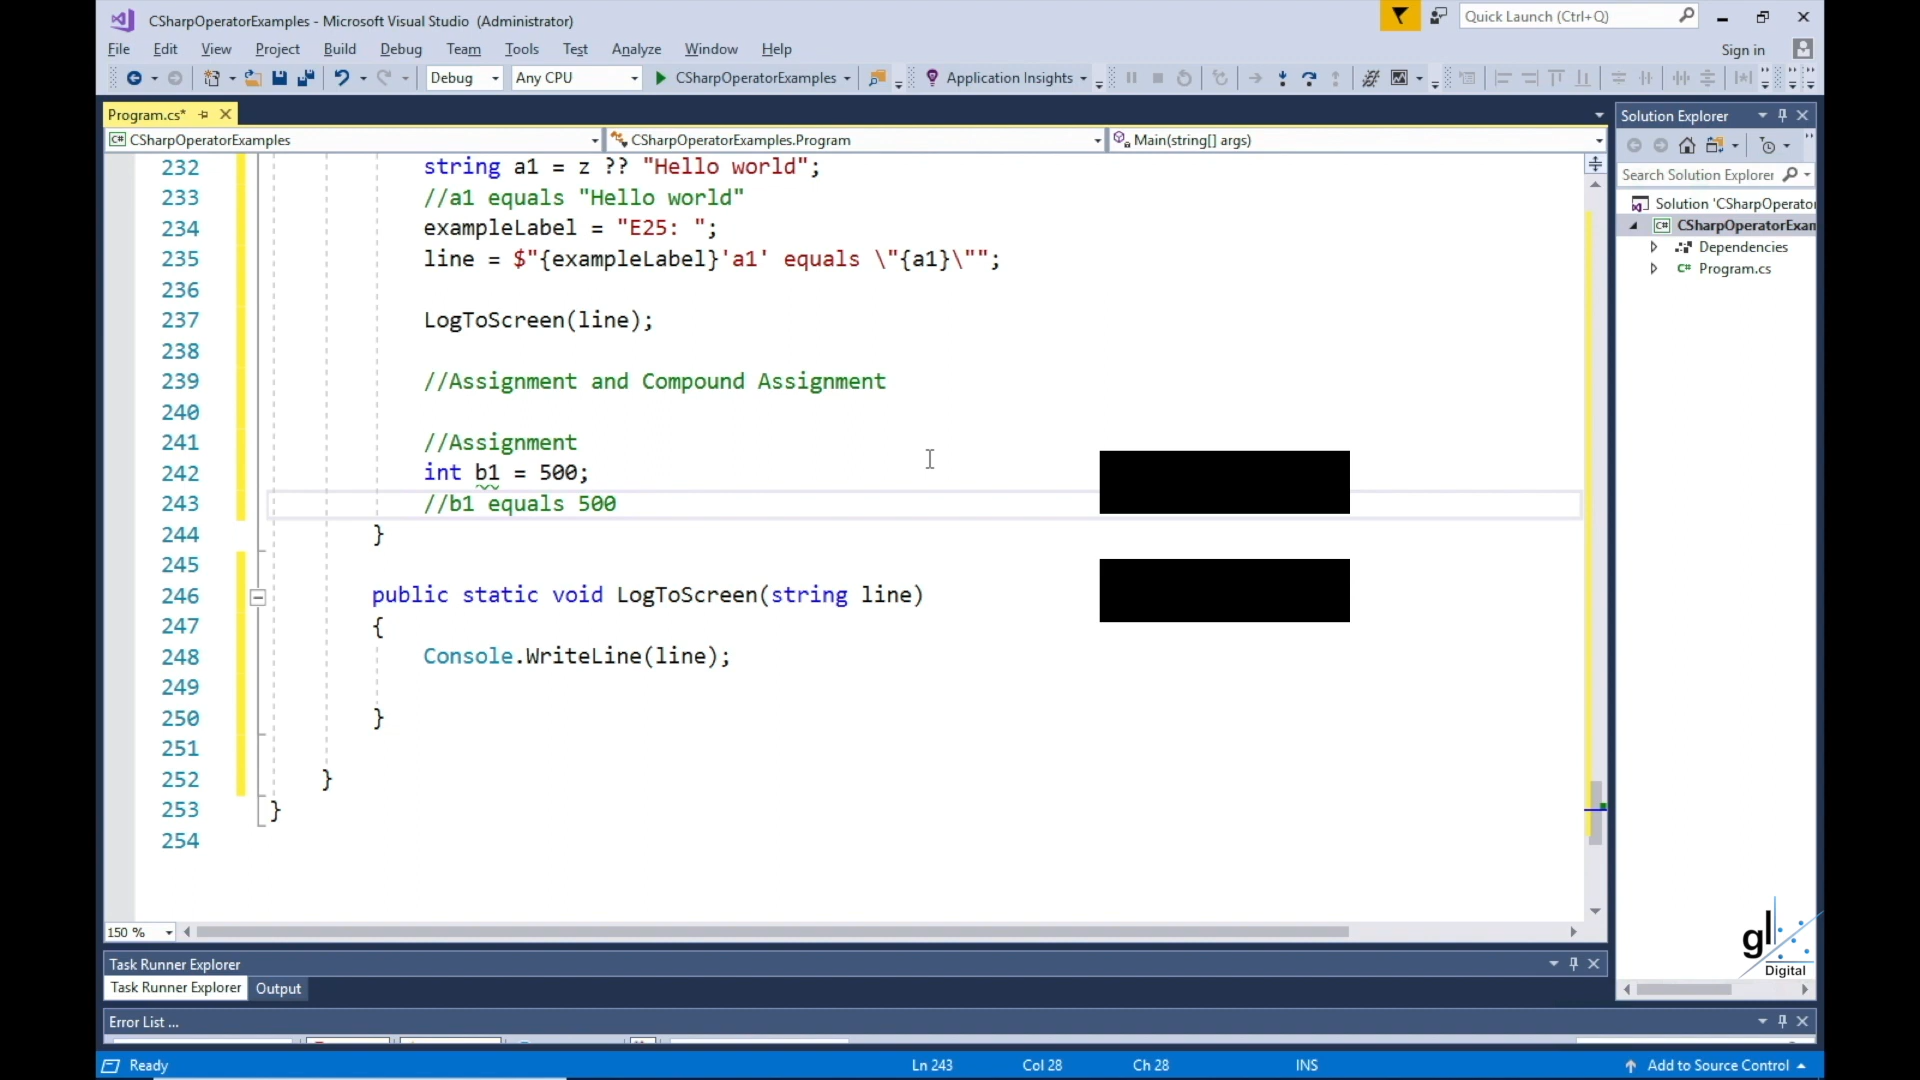 CSharpOperatorExamples - Microsoft Visual Studio (Administrator)
Quick Launch (Ctrl+Q)
File Edit View Project Build Debug Team Tools Test Analyze Window Help
Sign in
Debug Any CPU CSharpOperatorExamples Application Insights
Program.cs*
Solution Explorer
CSharpOperatorExamples CSharpOperatorExamples.Program Main(string[] args)
Search Solution Explorer
Solution 'CSharpOperator
CSharpOperatorExam
Dependencies
Program.cs
232 string a1 = z ?? "Hello world";
233 //a1 equals "Hello world"
234 exampleLabel = "E25: ";
235 line = $"{exampleLabel}'a1' equals \"{a1}\"";
236
237 LogToScreen(line);
238
239 //Assignment and Compound Assignment
240
241 //Assignment
242 int b1 = 500;
243 //b1 equals 500
244 }
245
246 public static void LogToScreen(string line)
247 {
248 Console.WriteLine(line);
249
250 }
251
252 }
253 }
254
150 %
gl Digital
Task Runner Explorer
Task Runner Explorer Output
Error List ...
Ready Ln 243 Col 28 Ch 28 INS Add to Source Control